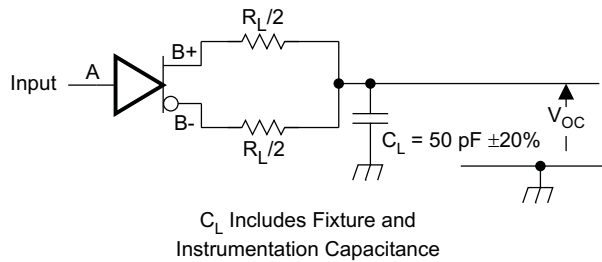 R_L/2
B+
Input
A
B-
R_L/2
C_L = 50 pF ±20%
V_OC
C_L Includes Fixture and
Instrumentation Capacitance